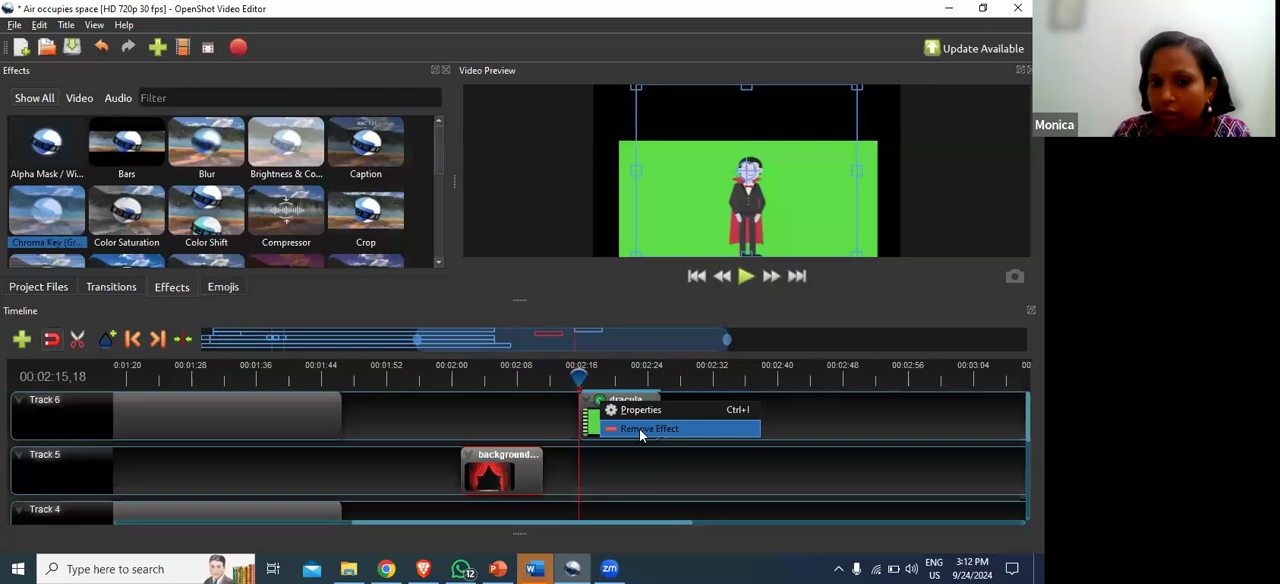 * Air occupies space [HD 720p 30 fps] - OpenShot Video Editor
File Edit Title View Help
Update Available
Effects
Video Preview
Show All Video Audio Filter
Alpha Mask / Wi... Bars Blur Brightness & Co... Caption
Chroma Key (Gr... Color Saturation Color Shift Compressor Crop
Project Files Transitions Effects Emojis
Timeline
00:02:15,18
0:01:20 00:01:28 00:01:36 00:01:44 00:01:52 00:02:00 00:02:08 00:02:16 00:02:24 00:02:32 00:02:40 00:02:48 00:02:56 00:03:04 00
Track 6
dracula
Properties Ctrl+I
Remove Effect
Track 5
background...
Track 4
Type here to search
12
ENG
US
3:12 PM
9/24/2024
Monica